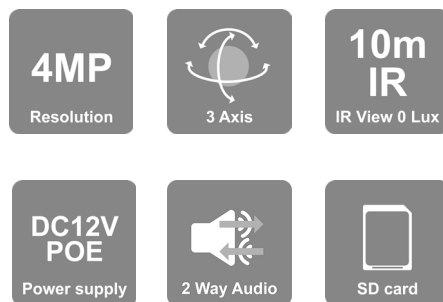 4MP
Resolution
3 Axis
10m
IR
IR View 0 Lux
DC12V
POE
Power supply
2 Way Audio
SD card